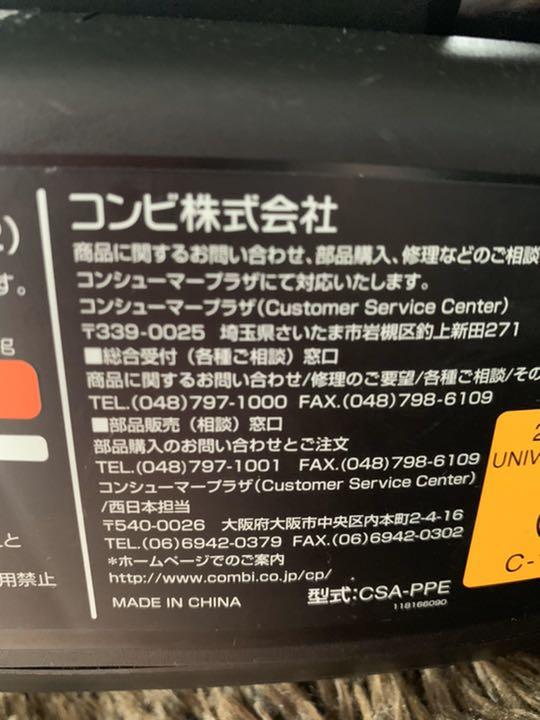 コンビ株式会社
商品に関するお問い合わせ、部品購入、修理などのご相談
コンシューマープラザにて対応いたします。
コンシューマープラザ(Customer Service Center)
〒339-0025 埼玉県さいたま市岩槻区釣上新田271
■総合受付（各種ご相談）窓口
商品に関するお問い合わせ/修理のご要望/各種ご相談/その
TEL.(048)797-1000 FAX.(048)798-6109
■部品販売（相談）窓口
部品購入のお問い合わせとご注文
TEL.(048)797-1001 FAX.(048)798-6109
コンシューマープラザ(Customer Service Center)
/西日本担当
〒540-0026 大阪府大阪市中央区内本町2-4-16
TEL.(06)6942-0379 FAX.(06)6942-0302
*ホームページでのご案内
http://www.combi.co.jp/cp/
MADE IN CHINA 型式:CSA-PPE
118166090
す。
g
と
用禁止
2
UNIV
C-